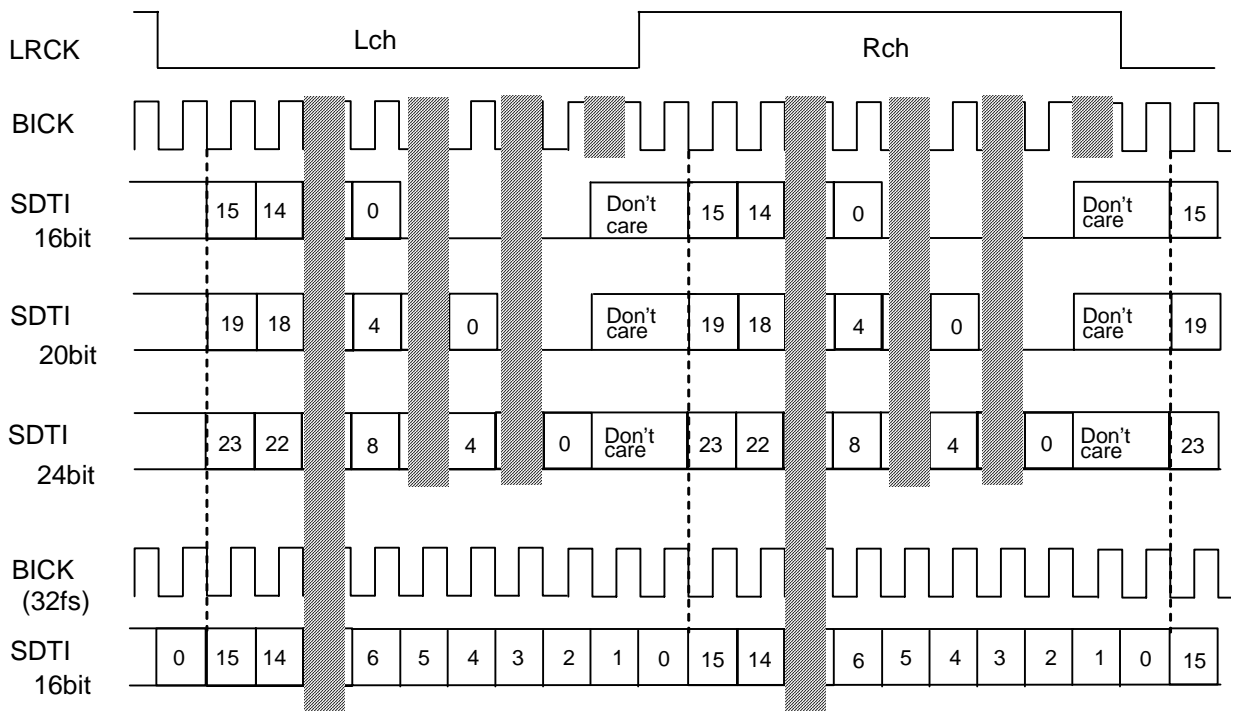 LRCK Lch Rch
BICK
SDTI 16bit 15 14 0 Don't care 15 14 0 Don't care 15
SDTI 20bit 19 18 4 0 Don't care 19 18 4 0 Don't care 19
SDTI 24bit 23 22 8 4 0 Don't care 23 22 8 4 0 Don't care 23
BICK (32fs)
SDTI 16bit 0 15 14 6 5 4 3 2 1 0 15 14 6 5 4 3 2 1 0 15